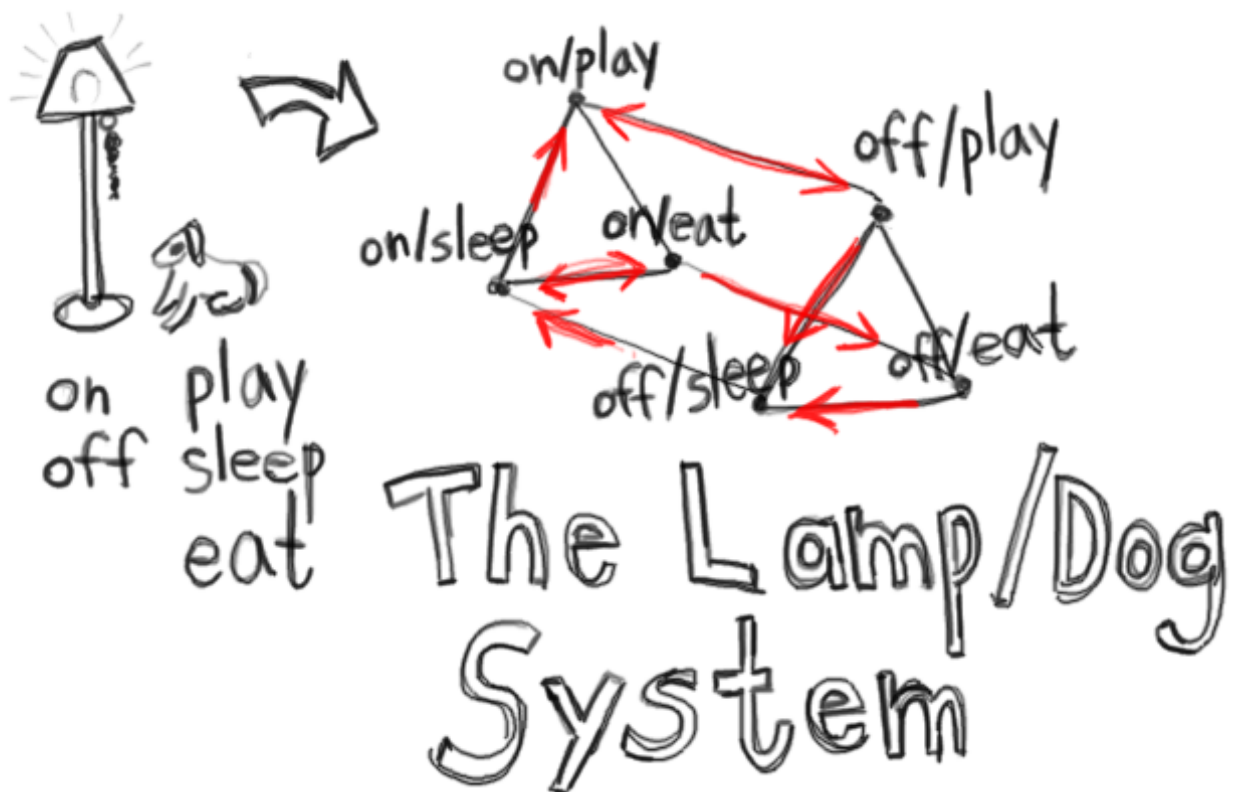 on/play
off/play
on/sleep
on/eat
off/sleep
off/eat
on play
off sleep
eat
The Lamp/Dog
System